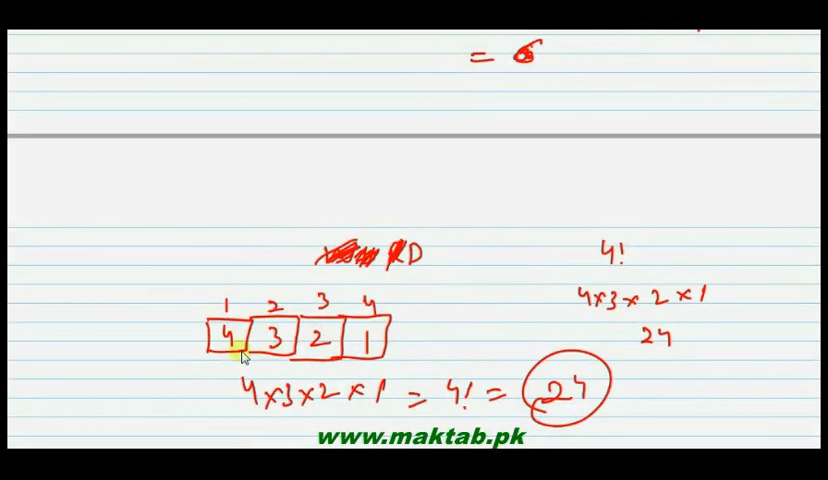 = 6
D
4!
4×3×2×1
24
1 2 3 4
4 3 2 1
4×3×2×1 = 4! = 24
www.maktab.pk